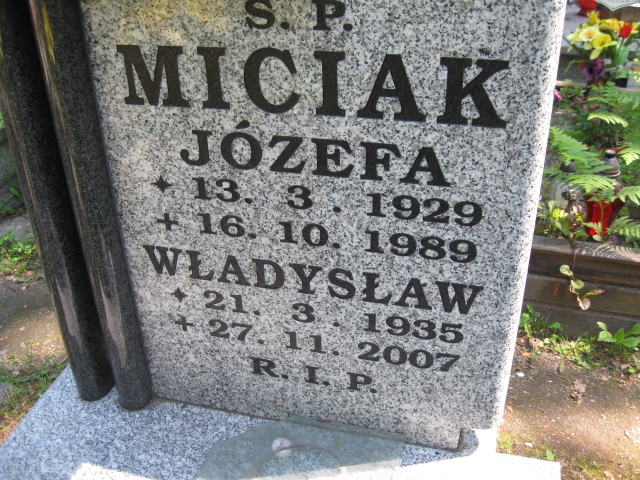 Ś. P.
MICIAK
JÓZEFA
✦ 13. 3. 1929
+ 16. 10. 1989
WŁADYSŁAW
✦ 21. 3. 1935
+ 27. 11. 2007
R. I. P.